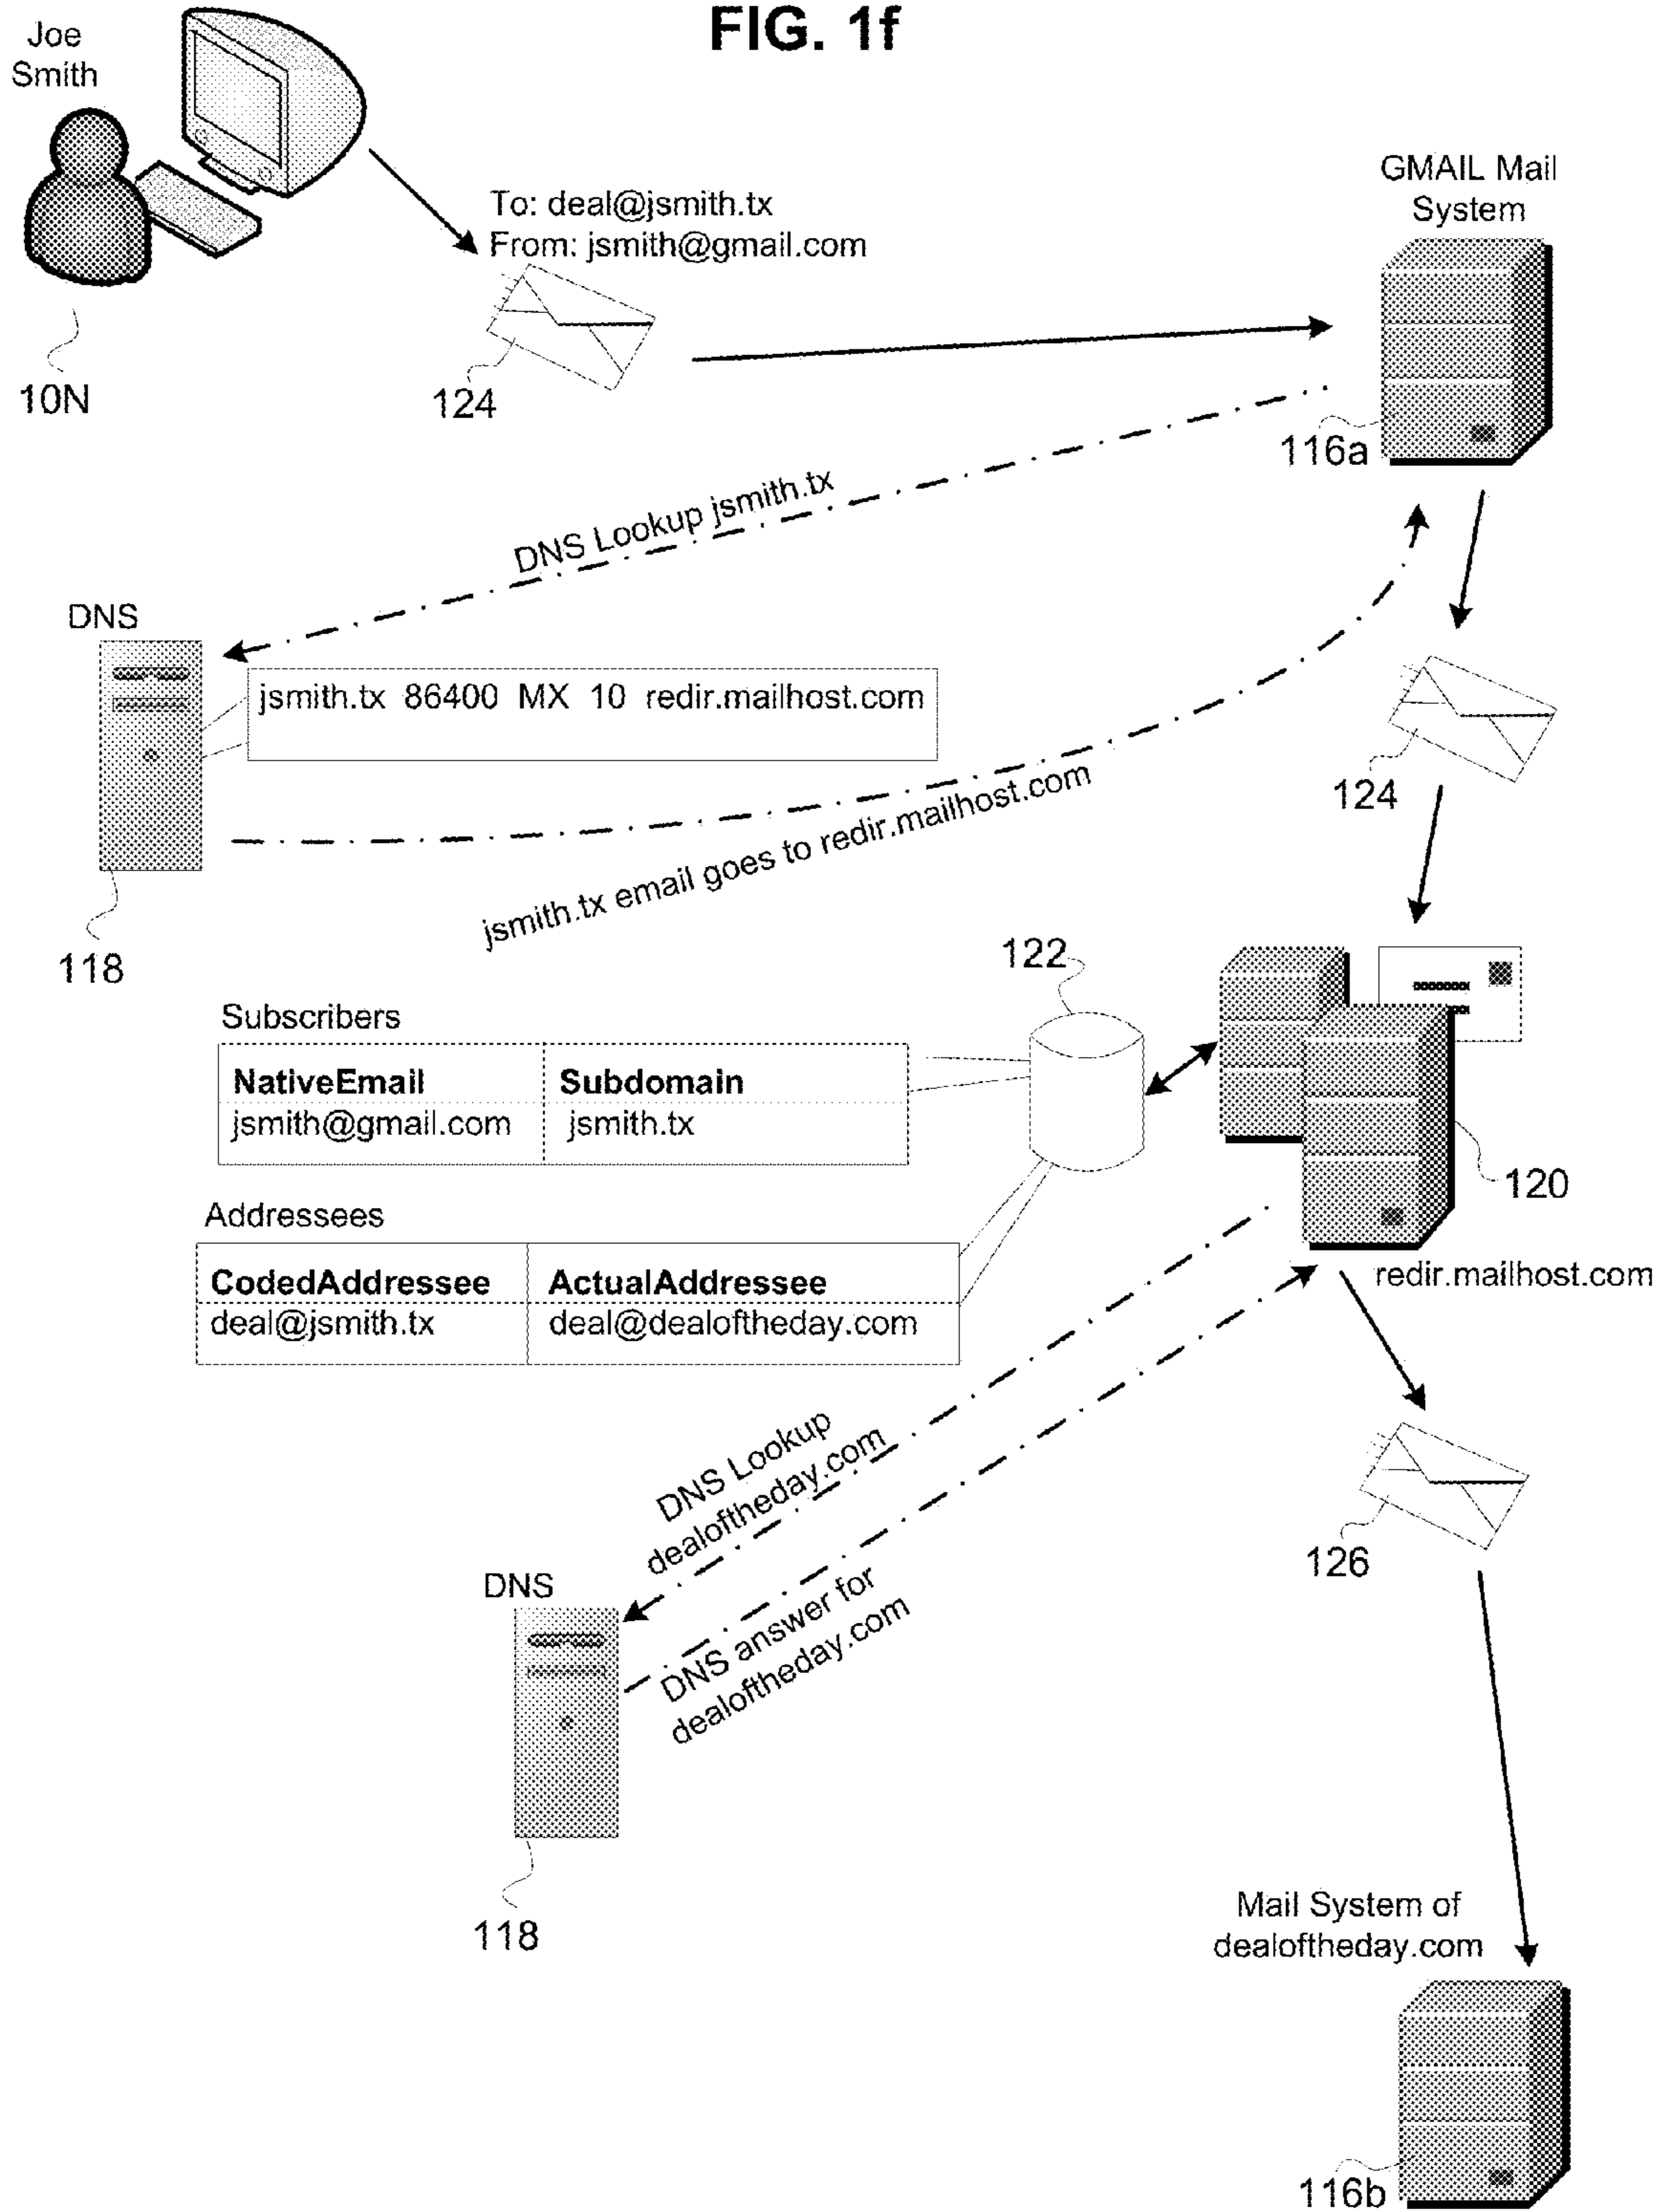 FIG. 1f
Joe
Smith
10N
To: deal@jsmith.tx
From: jsmith@gmail.com
124
GMAIL Mail
System
116a
DNS Lookup jsmith.tx
DNS
jsmith.tx 86400 MX 10 redir.mailhost.com
118
jsmith.tx email goes to redir.mailhost.com
124
122
Subscribers
NativeEmail Subdomain
jsmith@gmail.com jsmith.tx
120
redir.mailhost.com
Addressees
CodedAddressee ActualAddressee
deal@jsmith.tx deal@dealoftheday.com
DNS Lookup
dealoftheday.com
DNS
DNS answer for
dealoftheday.com
118
126
Mail System of
dealoftheday.com
116b